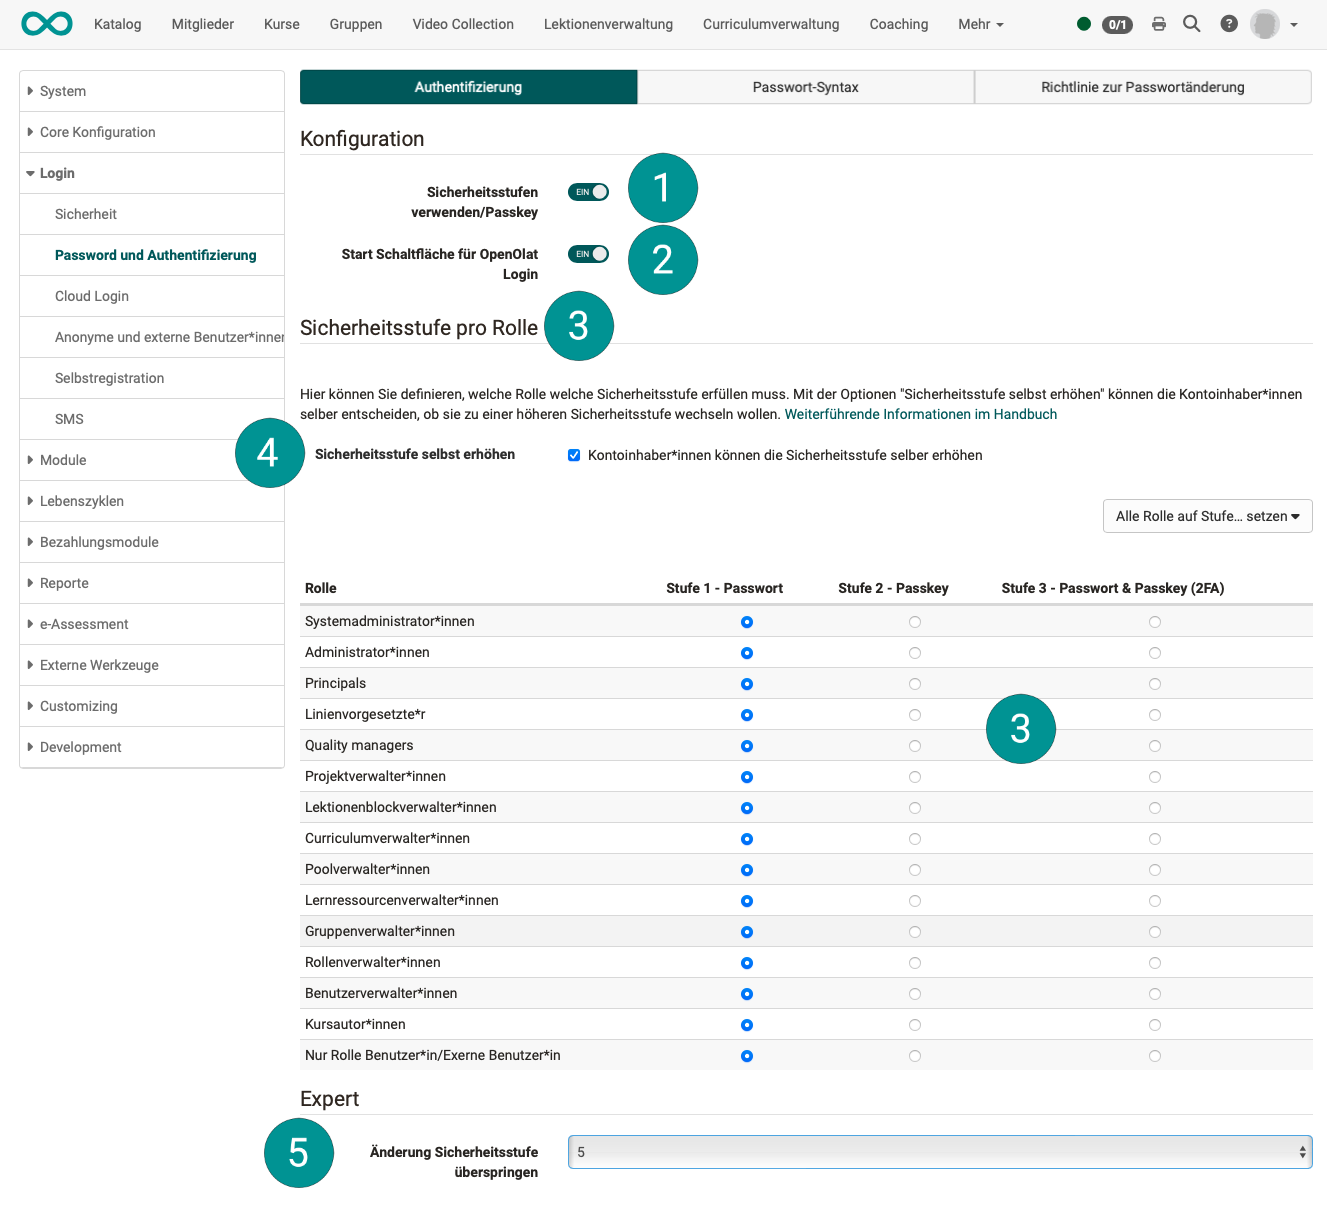 Katalog Mitglieder Kurse Gruppen Video Collection Lektionenverwaltung Curriculumverwaltung Coaching Mehr 0/1 ?
Authentifizierung Passwort-Syntax Richtlinie zur Passwortänderung
System
Core Konfiguration
Login
Sicherheit
Password und Authentifizierung
Cloud Login
Anonyme und externe Benutzer*inner
Selbstregistration
SMS
Module
Lebenszyklen
Bezahlungsmodule
Reporte
e-Assessment
Externe Werkzeuge
Customizing
Development
Konfiguration
Sicherheitsstufen
verwenden/Passkey
EIN
1
Start Schaltfläche für OpenOlat
Login
EIN
2
Sicherheitsstufe pro Rolle
3
Hier können Sie definieren, welche Rolle welche Sicherheitsstufe erfüllen muss. Mit der Optionen "Sicherheitsstufe selbst erhöhen" können die Kontoinhaber*innen
selber entscheiden, ob sie zu einer höheren Sicherheitsstufe wechseln wollen. Weiterführende Informationen im Handbuch
4
Sicherheitsstufe selbst erhöhen Kontoinhaber*innen können die Sicherheitsstufe selber erhöhen
Alle Rolle auf Stufe... setzen
Rolle Stufe 1 - Passwort Stufe 2 - Passkey Stufe 3 - Passwort & Passkey (2FA)
Systemadministrator*innen
Administrator*innen
Principals
Linienvorgesetzte*r
3
Quality managers
Projektverwalter*innen
Lektionenblockverwalter*innen
Curriculumverwalter*innen
Poolverwalter*innen
Lernressourcenverwalter*innen
Gruppenverwalter*innen
Rollenverwalter*innen
Benutzerverwalter*innen
Kursautor*innen
Nur Rolle Benutzer*in/Exerne Benutzer*in
Expert
5
Änderung Sicherheitsstufe
überspringen
5